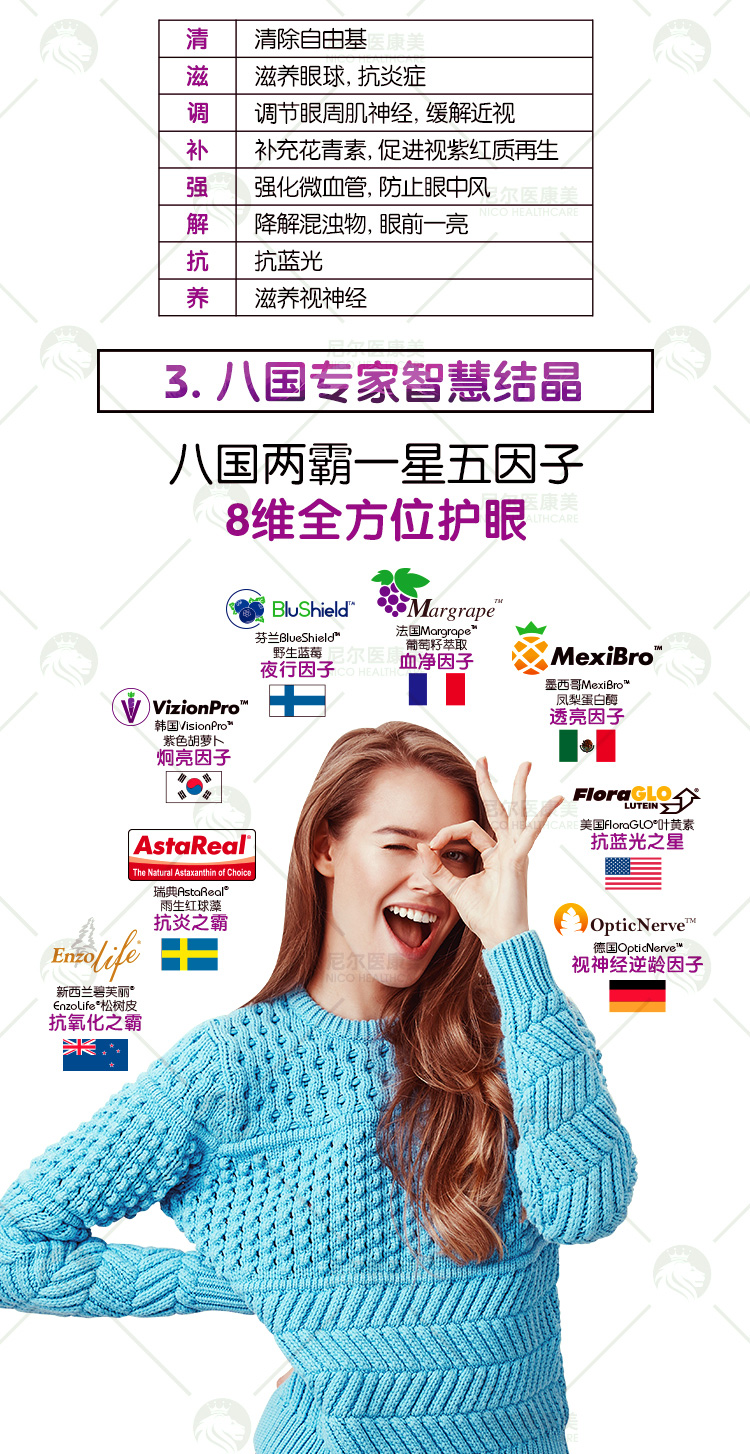 清 清除自由基
滋 滋养眼球, 抗炎症
调 调节眼周肌神经, 缓解近视
补 补充花青素, 促进视紫红质再生
强 强化微血管, 防止眼中风
解 降解混浊物, 眼前一亮
抗 抗蓝光
养 滋养视神经
尼尔医康美
NICO HEALTHCARE
3. 八国专家智慧结晶
八国两霸一星五因子
8维全方位护眼
BluShield™
芬兰BlueShield™
野生蓝莓
夜行因子
Margrape™
法国Margrape™
葡萄籽萃取
血净因子
MexiBro™
墨西哥MexiBro™
凤梨蛋白酶
透亮因子
VizionPro™
韩国VisionPro™
紫色胡萝卜
炯亮因子
FloraGLO
LUTEIN
美国FloraGLO®叶黄素
抗蓝光之星
AstaReal®
The Natural Astaxanthin of Choice
瑞典AstaReal®
雨生红球藻
抗炎之霸
OpticNerve™
德国OpticNerve™
视神经逆龄因子
Enzolife®
新西兰碧芙丽®
EnzoLife®松树皮
抗氧化之霸